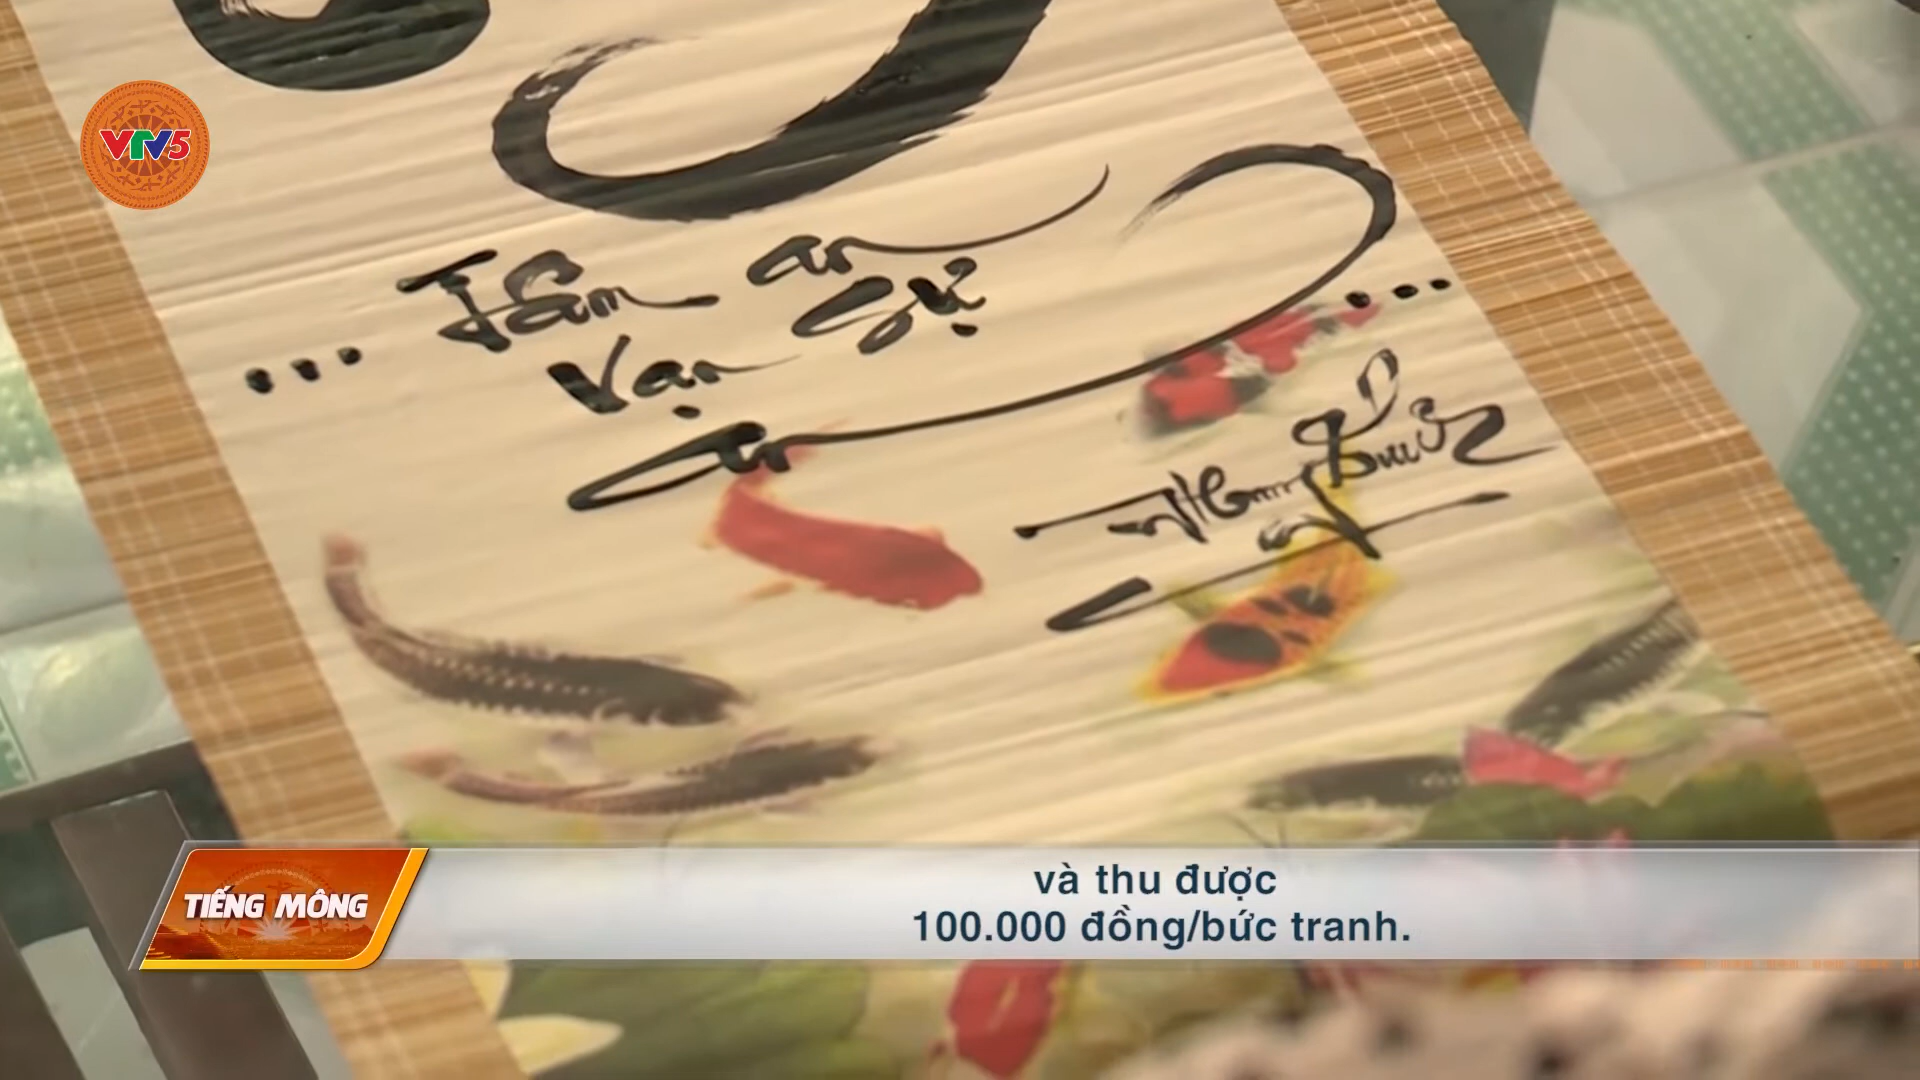 VTV5
... Tâm an ...
Vạn sự
an
TIẾNG MÔNG
và thu được
100.000 đồng/bức tranh.